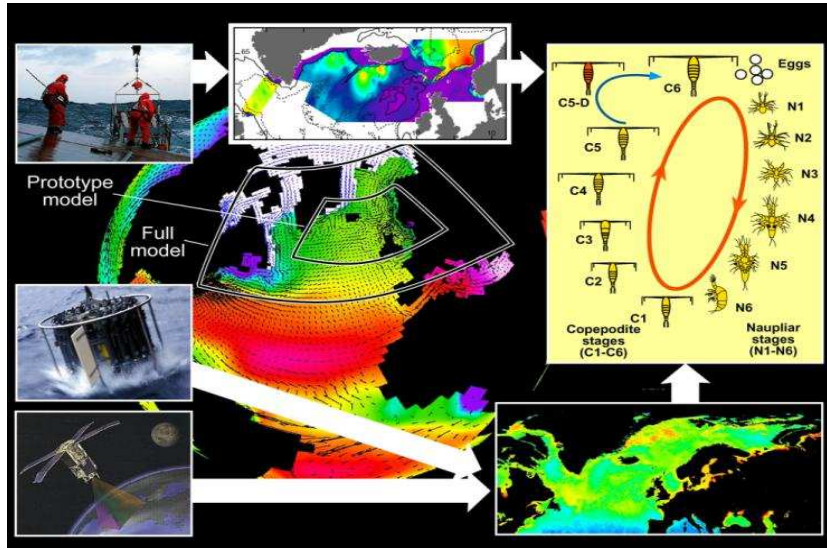 65
10
Prototype
model
Full
model
C5-D
C6
Eggs
N1
C5
N2
C4
N3
C3
N4
C2
N5
C1
N6
Copepodite
stages
(C1-C6)
Naupliar
stages
(N1-N6)